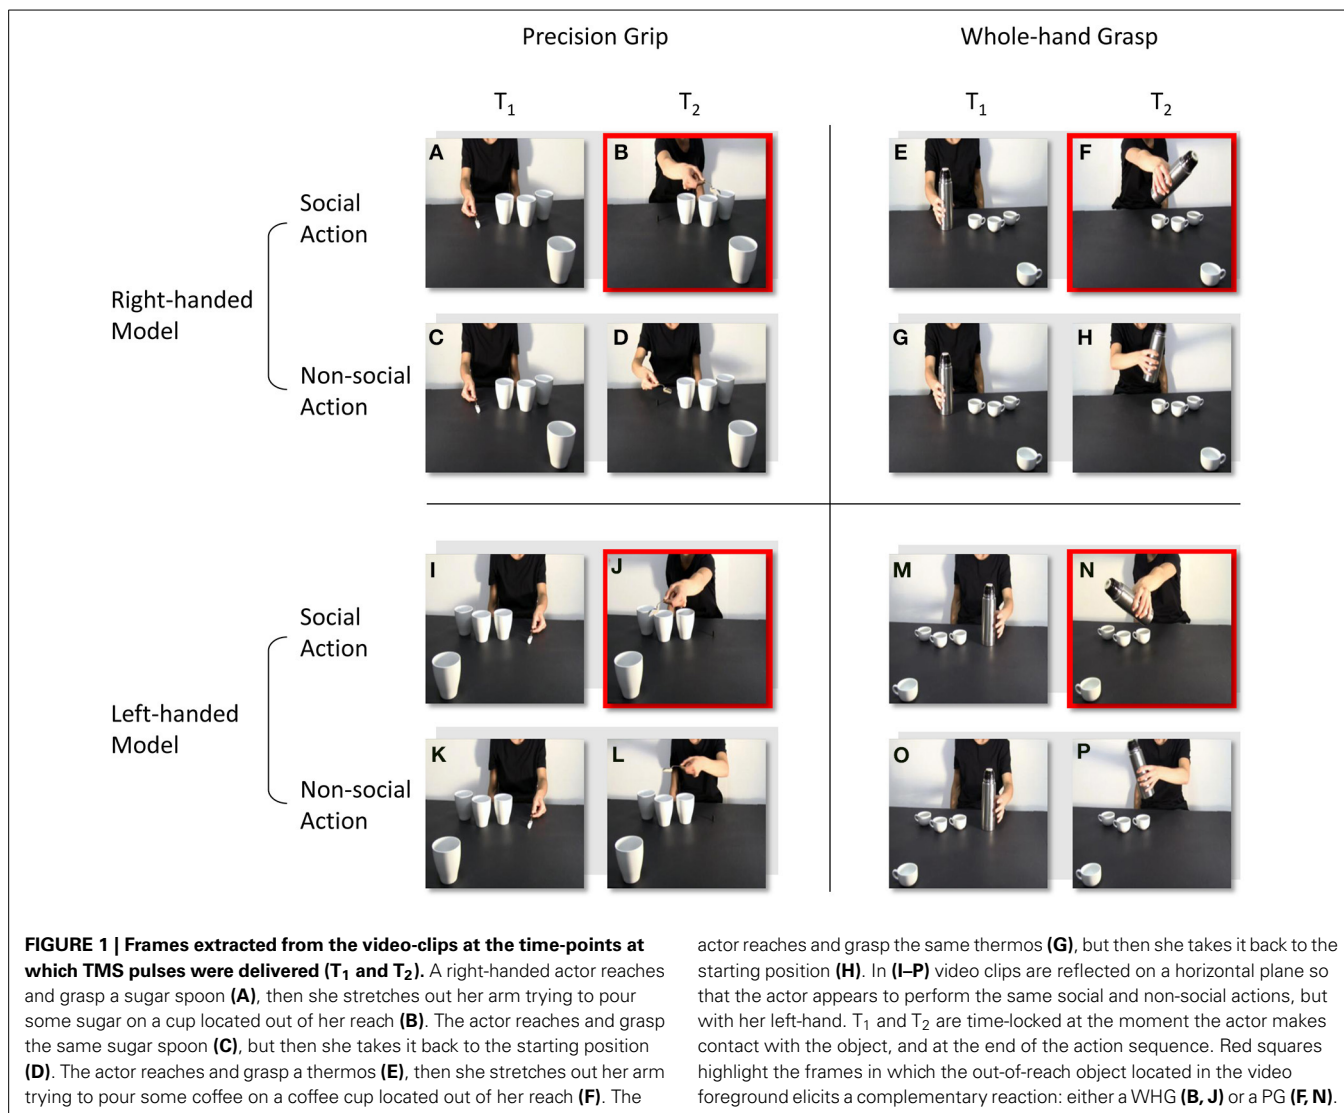 Precision Grip
Whole-hand Grasp
T1
T2
T1
T2
A
B
E
F
Social
Action
Right-handed
Model
C
D
G
H
Non-social
Action
I
J
M
N
Social
Action
Left-handed
Model
K
L
O
P
Non-social
Action
FIGURE 1 | Frames extracted from the video-clips at the time-points at
which TMS pulses were delivered (T1 and T2). A right-handed actor reaches
and grasp a sugar spoon (A), then she stretches out her arm trying to pour
some sugar on a cup located out of her reach (B). The actor reaches and grasp
the same sugar spoon (C), but then she takes it back to the starting position
(D). The actor reaches and grasp a thermos (E), then she stretches out her arm
trying to pour some coffee on a coffee cup located out of her reach (F). The
actor reaches and grasp the same thermos (G), but then she takes it back to the
starting position (H). In (I–P) video clips are reflected on a horizontal plane so
that the actor appears to perform the same social and non-social actions, but
with her left-hand. T1 and T2 are time-locked at the moment the actor makes
contact with the object, and at the end of the action sequence. Red squares
highlight the frames in which the out-of-reach object located in the video
foreground elicits a complementary reaction: either a WHG (B, J) or a PG (F, N).